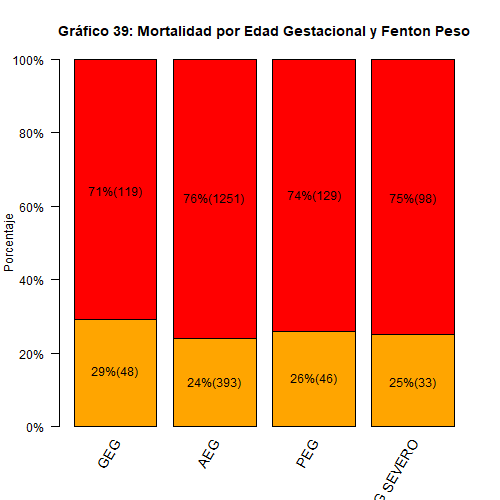 Gráfico 39: Mortalidad por Edad Gestacional y Fenton Peso
Porcentaje
100%
80%
60%
40%
20%
0%
71%(119)
76%(1251)
74%(129)
75%(98)
29%(48)
24%(393)
26%(46)
25%(33)
GEG
AEG
PEG
G SEVERO